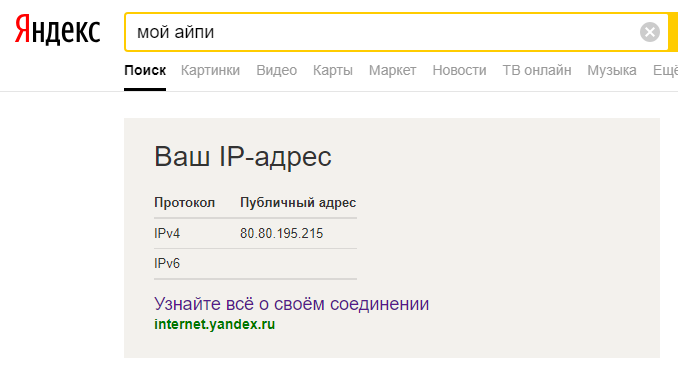 Яндекс
мой айпи
Поиск Картинки Видео Карты Маркет Новости ТВ онлайн Музыка Ещё
Ваш IP-адрес
Протокол Публичный адрес
IPv4 80.80.195.215
IPv6
Узнайте всё о своём соединении
internet.yandex.ru